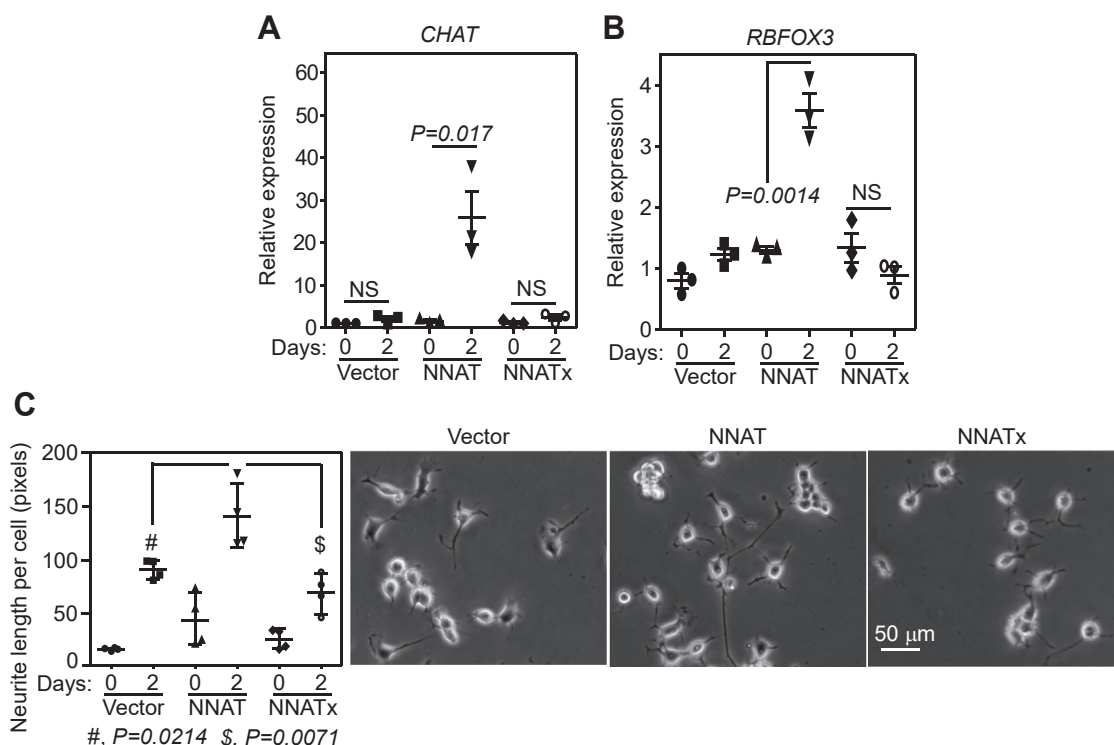 A
CHAT
Relative expression
60
50
40
30
20
10
0
P=0.017
NS
NS
Days: 0 2 0 2 0 2
Vector NNAT NNATx
B
RBFOX3
Relative expression
4
3
2
1
0
P=0.0014
NS
Days: 0 2 0 2 0 2
Vector NNAT NNATx
C
Neurite length per cell (pixels)
200
150
100
50
0
#
$
Days: 0 2 0 2 0 2
Vector NNAT NNATx
#, P=0.0214 $, P=0.0071
Vector
NNAT
NNATx
50 μm